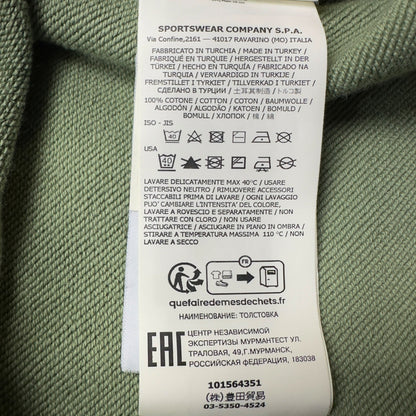 SPORTSWEAR COMPANY S.P.A.
Via Confine,2161 — 41017 RAVARINO (MO) ITALIA
FABBRICATO IN TURCHIA / MADE IN TURKEY /
FABRIQUÉ EN TURQUIE / HERGESTELLT IN DER
TÜRKEI / HECHO EN TURQUÍA / FABRICADO NA
TURQUIA / VERVAARDIGD IN TURKIJE /
FREMSTILLET I TYRKIET / TILLVERKAD I TURKIET /
СДЕЛАНО В ТУРЦИИ / 土耳其制造 / トルコ製
100% COTONE / COTTON / COTON / BAUMWOLLE /
ALGODÓN / ALGODÃO / KATOEN / BOMULD /
BOMULL / ХЛОПОК / 棉 / 綿
ISO - JIS
40
USA
40
LAVARE DELICATAMENTE MAX 40°C / USARE
DETERSIVO NEUTRO / RIMUOVERE ACCESSORI
STACCABILI PRIMA DI LAVARE / OGNI LAVAGGIO
PUO' CAMBIARE L'INTENSITA' DEL COLORE.
LAVARE A ROVESCIO E SEPARATAMENTE / NON
TRATTARE CON CLORO / NON USARE
ASCIUGATRICE/ASCIUGARE IN PIANO IN OMBRA /
STIRARE A TEMPERATURA MASSIMA 110 °C / NON
LAVARE A SECCO
FR
quefairedemesdechets.fr
НАИМЕНОВАНИЕ: ТОЛСТОВКА
EAC
ЦЕНТР НЕЗАВИСИМОЙ
ЭКСПЕРТИЗЫ МУРМАНТЕСТ УЛ.
ТРАЛОВАЯ, 49,Г.МУРМАНСК,
РОССИЙСКАЯ ФЕДЕРАЦИЯ, 183038
101564351
(株)豊田貿易
03-5350-4524